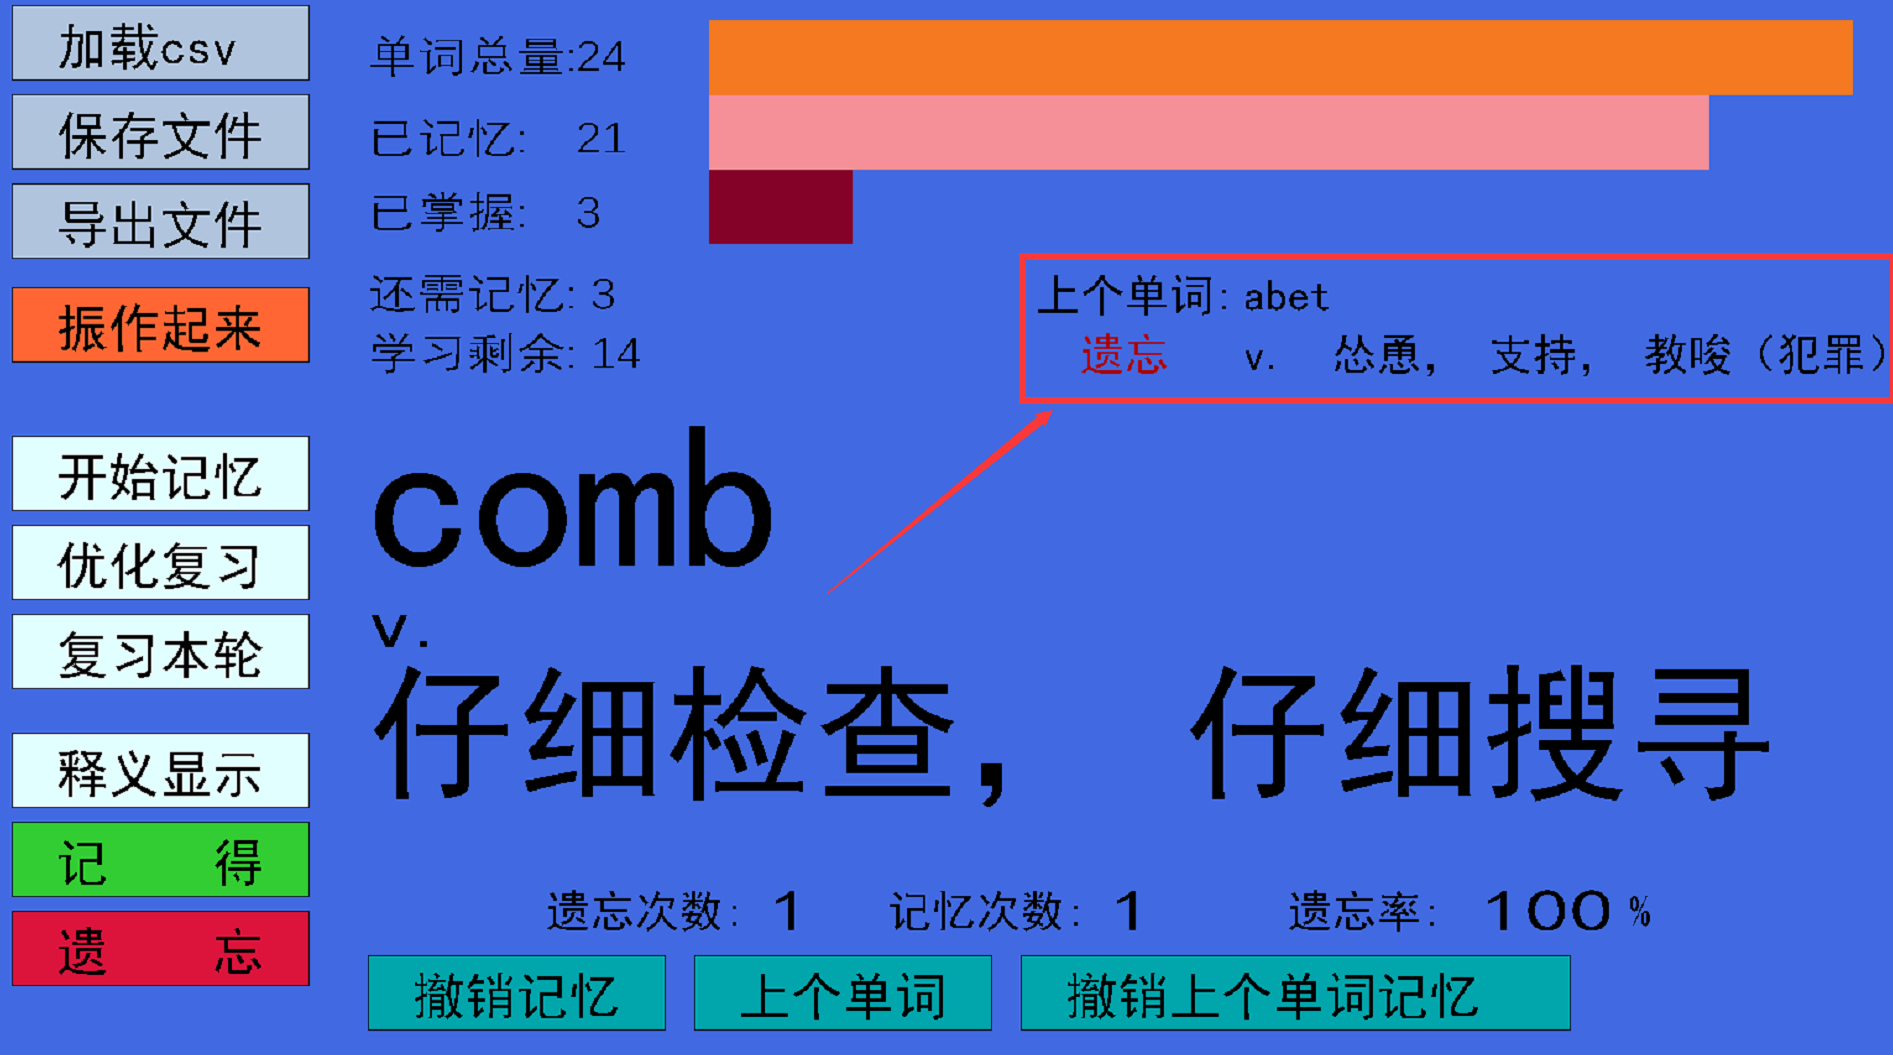 加载csv
保存文件
导出文件
振作起来
开始记忆
优化复习
复习本轮
释义显示
记 得
遗 忘
单词总量:24
已记忆: 21
已掌握: 3
还需记忆: 3
学习剩余: 14
上个单词: abet
遗忘 v. 怂恿, 支持, 教唆（犯罪）
comb
v.
仔细检查, 仔细搜寻
遗忘次数: 1 记忆次数: 1 遗忘率: 100 %
撤销记忆 上个单词 撤销上个单词记忆